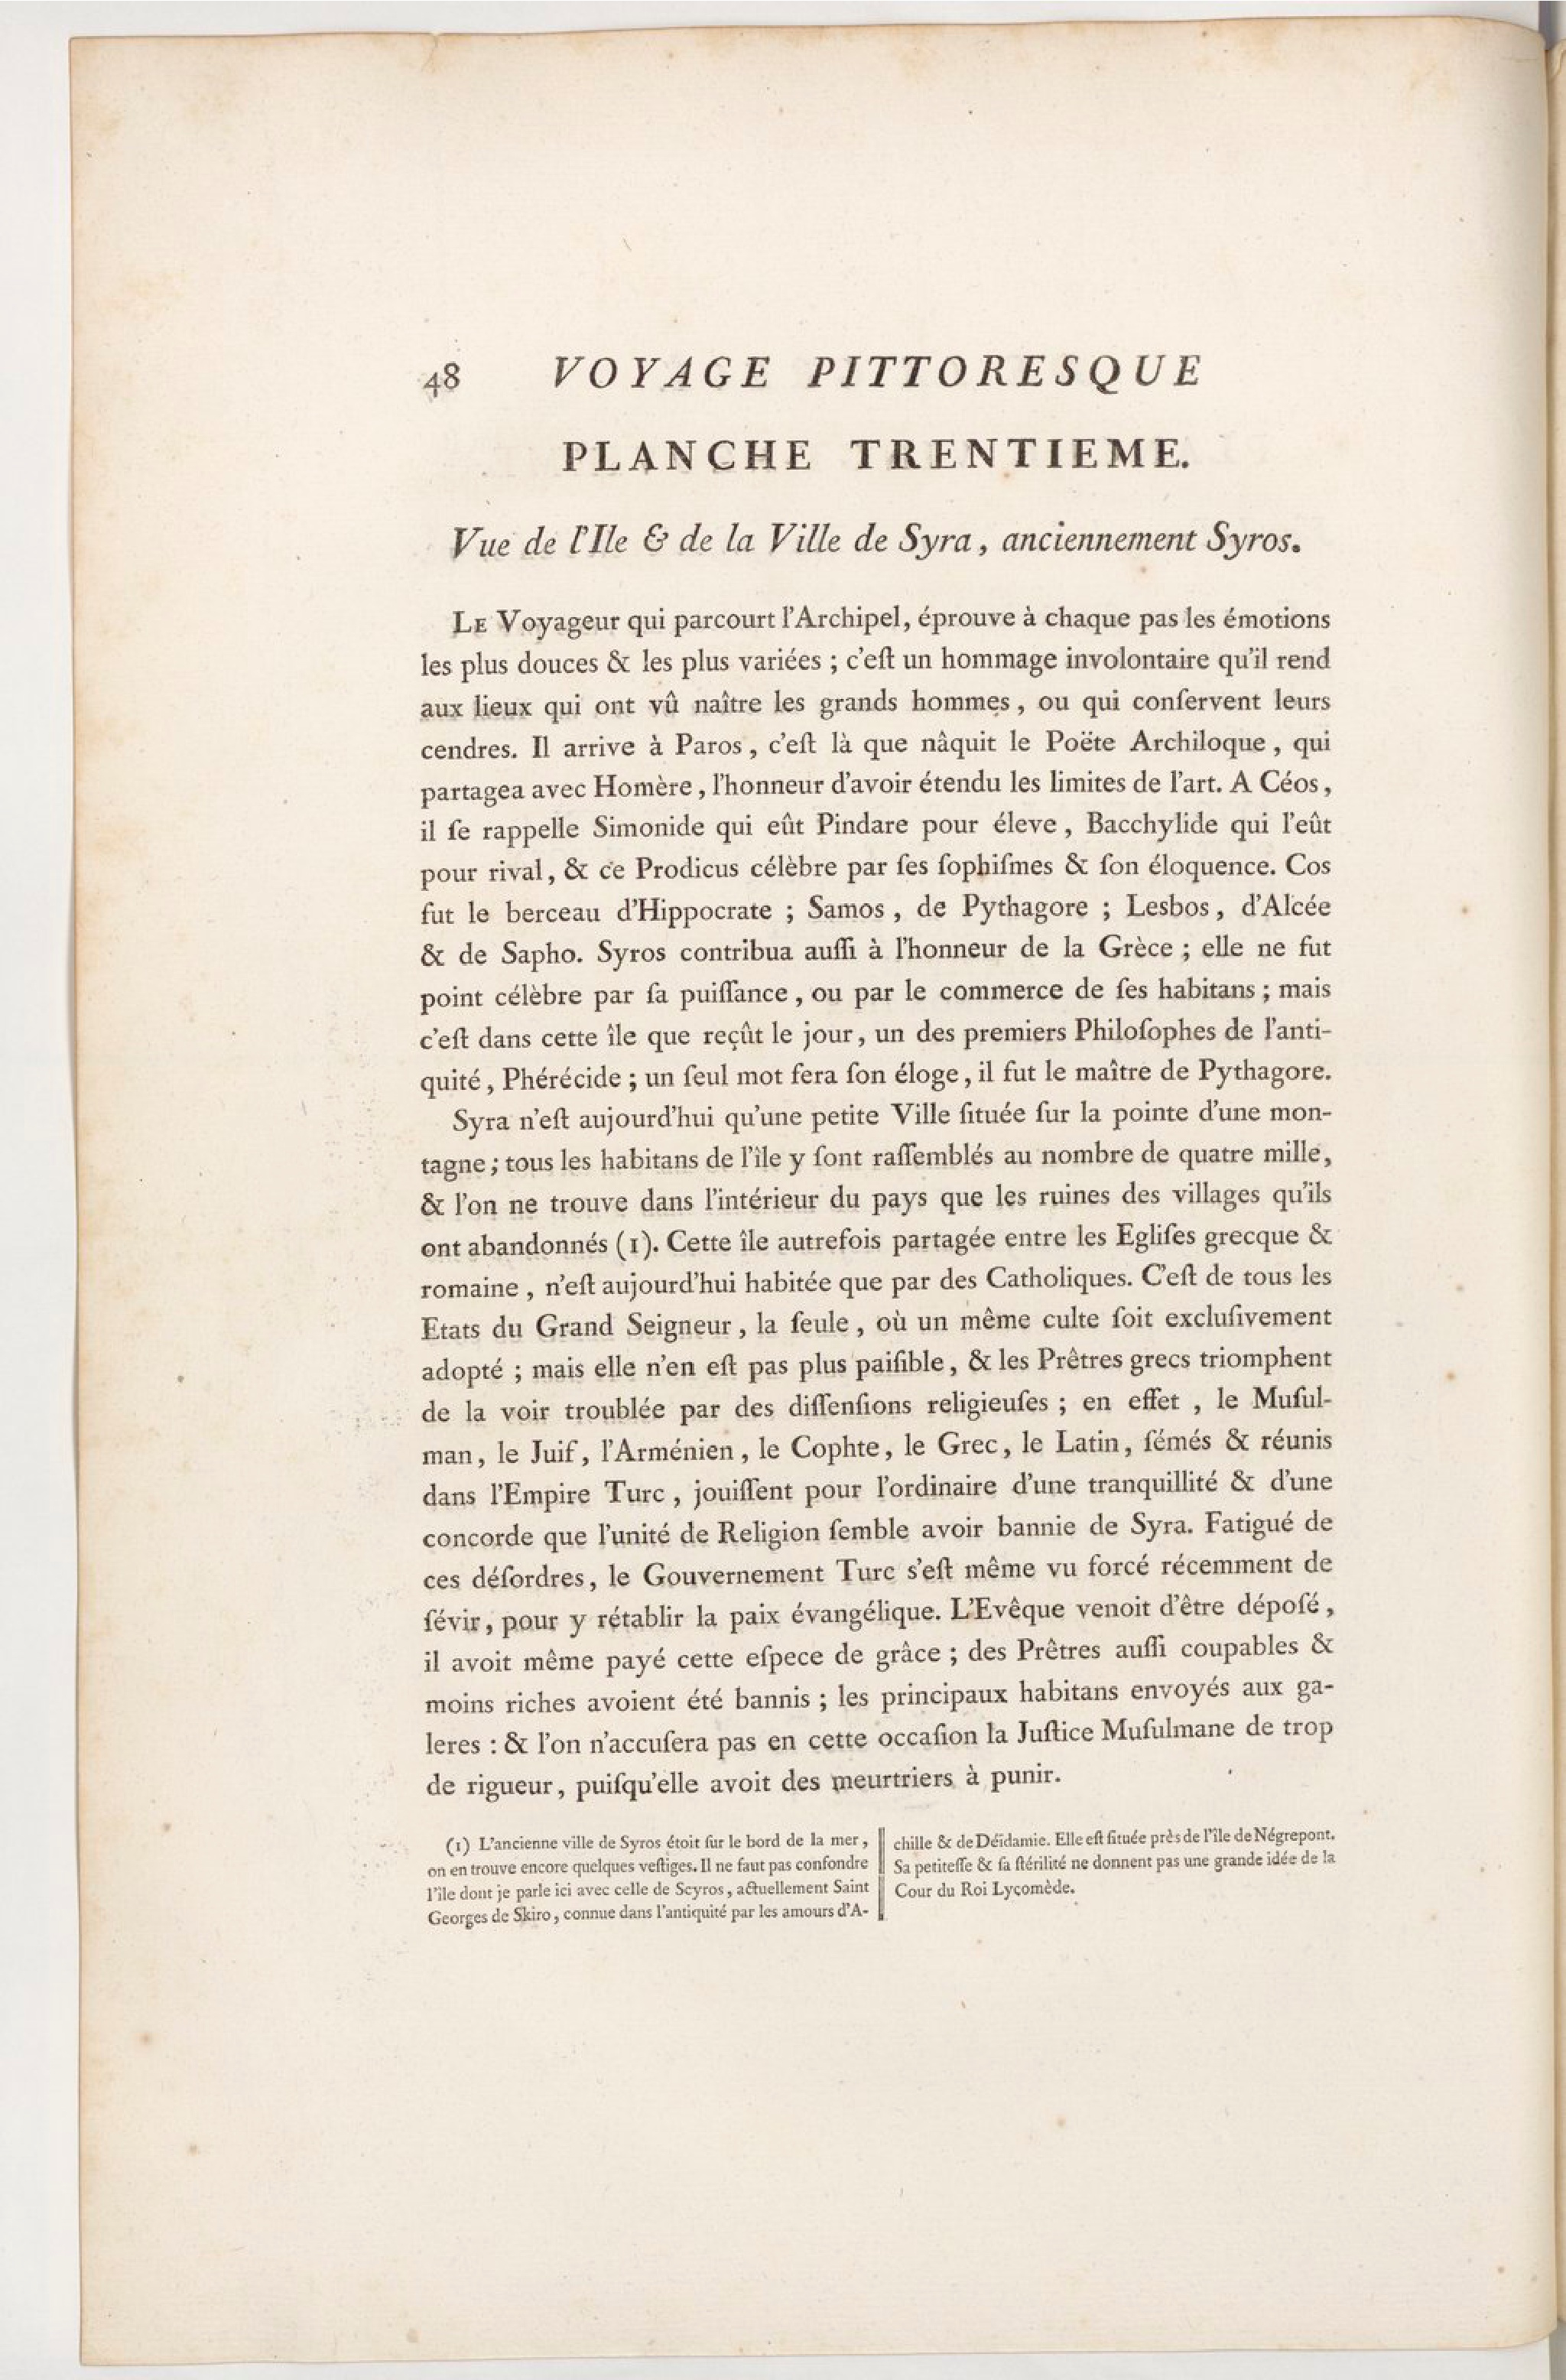 48 VOYAGE PITTORESQUE
PLANCHE TRENTIEME.
Vue de l'Ile & de la Ville de Syra, anciennement Syros.
LE Voyageur qui parcourt l'Archipel, éprouve à chaque pas les émotions
les plus douces & les plus variées ; c'eſt un hommage involontaire qu'il rend
aux lieux qui ont vû naître les grands hommes, ou qui conſervent leurs
cendres. Il arrive à Paros, c'eſt là que nâquit le Poëte Archiloque, qui
partagea avec Homère, l'honneur d'avoir étendu les limites de l'art. A Céos,
il ſe rappelle Simonide qui eût Pindare pour éleve, Bacchylide qui l'eût
pour rival, & ce Prodicus célèbre par ſes ſophiſmes & ſon éloquence. Cos
fut le berceau d'Hippocrate ; Samos, de Pythagore ; Lesbos, d'Alcée
& de Sapho. Syros contribua auſſi à l'honneur de la Grèce ; elle ne fut
point célèbre par ſa puiſſance, ou par le commerce de ſes habitans ; mais
c'eſt dans cette île que reçût le jour, un des premiers Philoſophes de l'anti-
quité, Phérécide ; un ſeul mot fera ſon éloge, il fut le maître de Pythagore.
Syra n'eſt aujourd'hui qu'une petite Ville ſituée ſur la pointe d'une mon-
tagne ; tous les habitans de l'île y ſont raſſemblés au nombre de quatre mille,
& l'on ne trouve dans l'intérieur du pays que les ruines des villages qu'ils
ont abandonnés (1). Cette île autrefois partagée entre les Egliſes grecque &
romaine, n'eſt aujourd'hui habitée que par des Catholiques. C'eſt de tous les
Etats du Grand Seigneur, la ſeule, où un même culte ſoit excluſivement
adopté ; mais elle n'en eſt pas plus paiſible, & les Prêtres grecs triomphent
de la voir troublée par des diſſenſions religieuſes ; en effet, le Muſul-
man, le Juif, l'Arménien, le Cophte, le Grec, le Latin, ſémés & réunis
dans l'Empire Turc, jouiſſent pour l'ordinaire d'une tranquillité & d'une
concorde que l'unité de Religion ſemble avoir bannie de Syra. Fatigué de
ces déſordres, le Gouvernement Turc s'eſt même vu forcé récemment de
ſévir, pour y rétablir la paix évangélique. L'Evêque venoit d'être dépoſé,
il avoit même payé cette eſpece de grâce ; des Prêtres auſſi coupables &
moins riches avoient été bannis ; les principaux habitans envoyés aux ga-
leres : & l'on n'accuſera pas en cette occaſion la Juſtice Muſulmane de trop
de rigueur, puiſqu'elle avoit des meurtriers à punir.
(1) L'ancienne ville de Syros étoit ſur le bord de la mer,
on en trouve encore quelques veſtiges. Il ne faut pas confondre
l'île dont je parle ici avec celle de Scyros, actuellement Saint
Georges de Skiro, connue dans l'antiquité par les amours d'A-
chille & de Déïdamie. Elle eſt ſituée près de l'île de Négrepont.
Sa petiteſſe & ſa ſtérilité ne donnent pas une grande idée de la
Cour du Roi Lycomède.